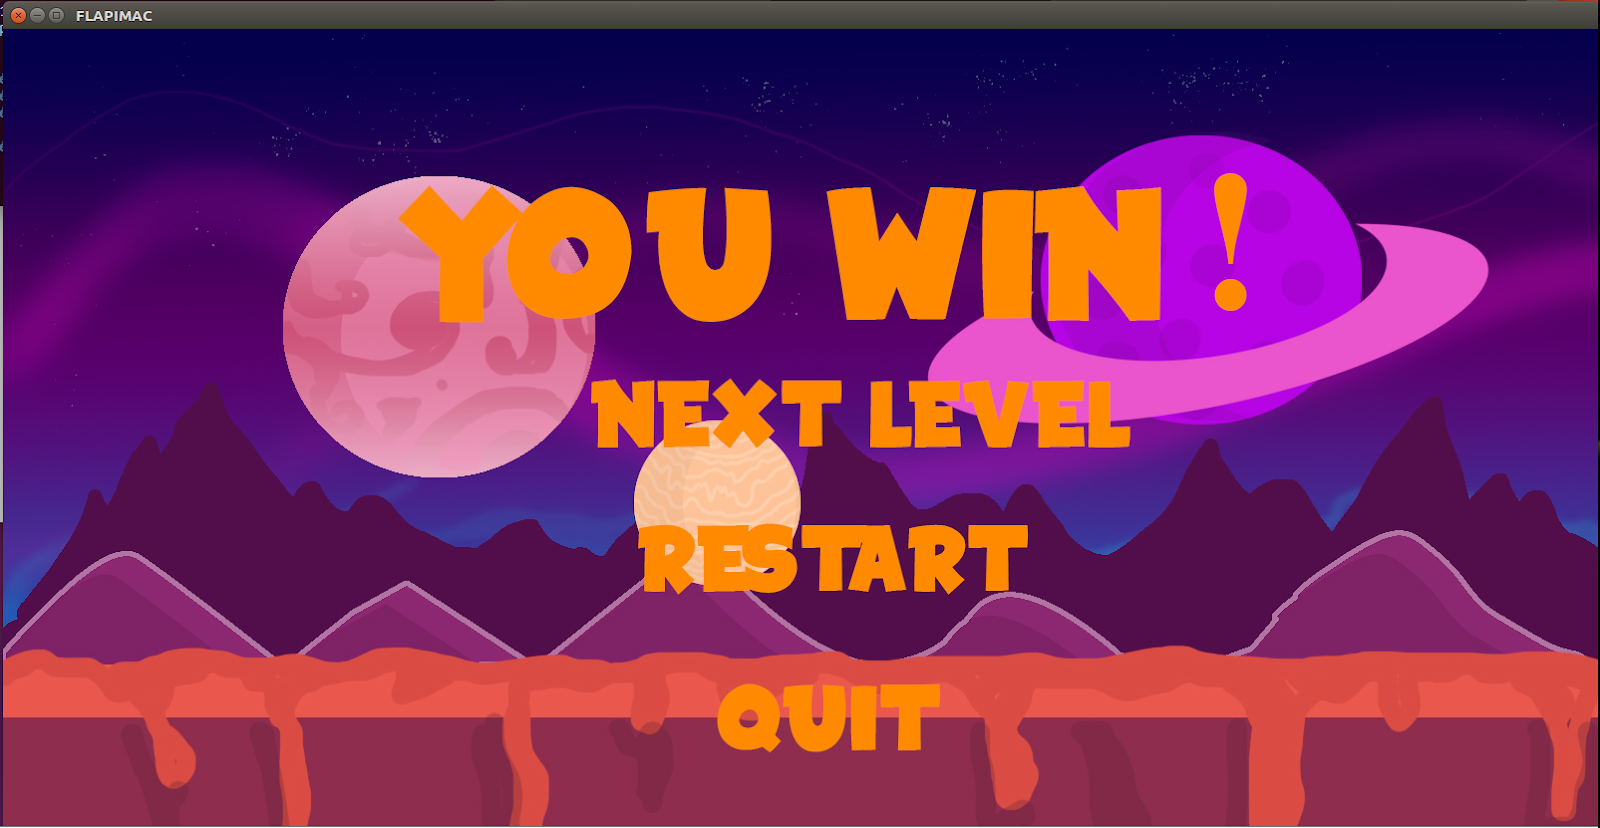 FLAPIMAC
YOU WIN !
NEXT LEVEL
RESTART
QUIT